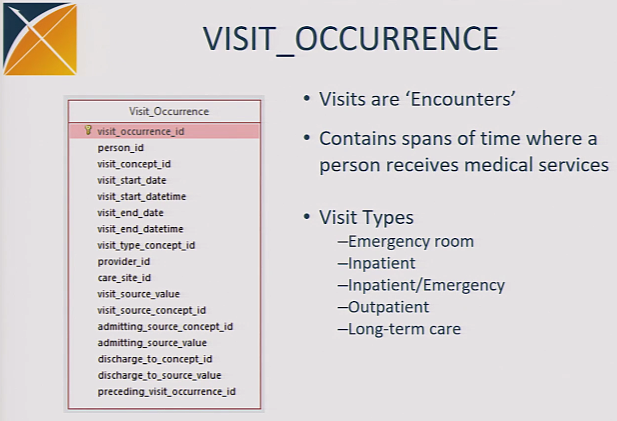 VISIT_OCCURRENCE
Visit_Occurrence
visit_occurrence_id
person_id
visit_concept_id
visit_start_date
visit_start_datetime
visit_end_date
visit_end_datetime
visit_type_concept_id
provider_id
care_site_id
visit_source_value
visit_source_concept_id
admitting_source_concept_id
admitting_source_value
discharge_to_concept_id
discharge_to_source_value
preceding_visit_occurrence_id
• Visits are ‘Encounters’
• Contains spans of time where a
person receives medical services
• Visit Types
–Emergency room
–Inpatient
–Inpatient/Emergency
–Outpatient
–Long-term care